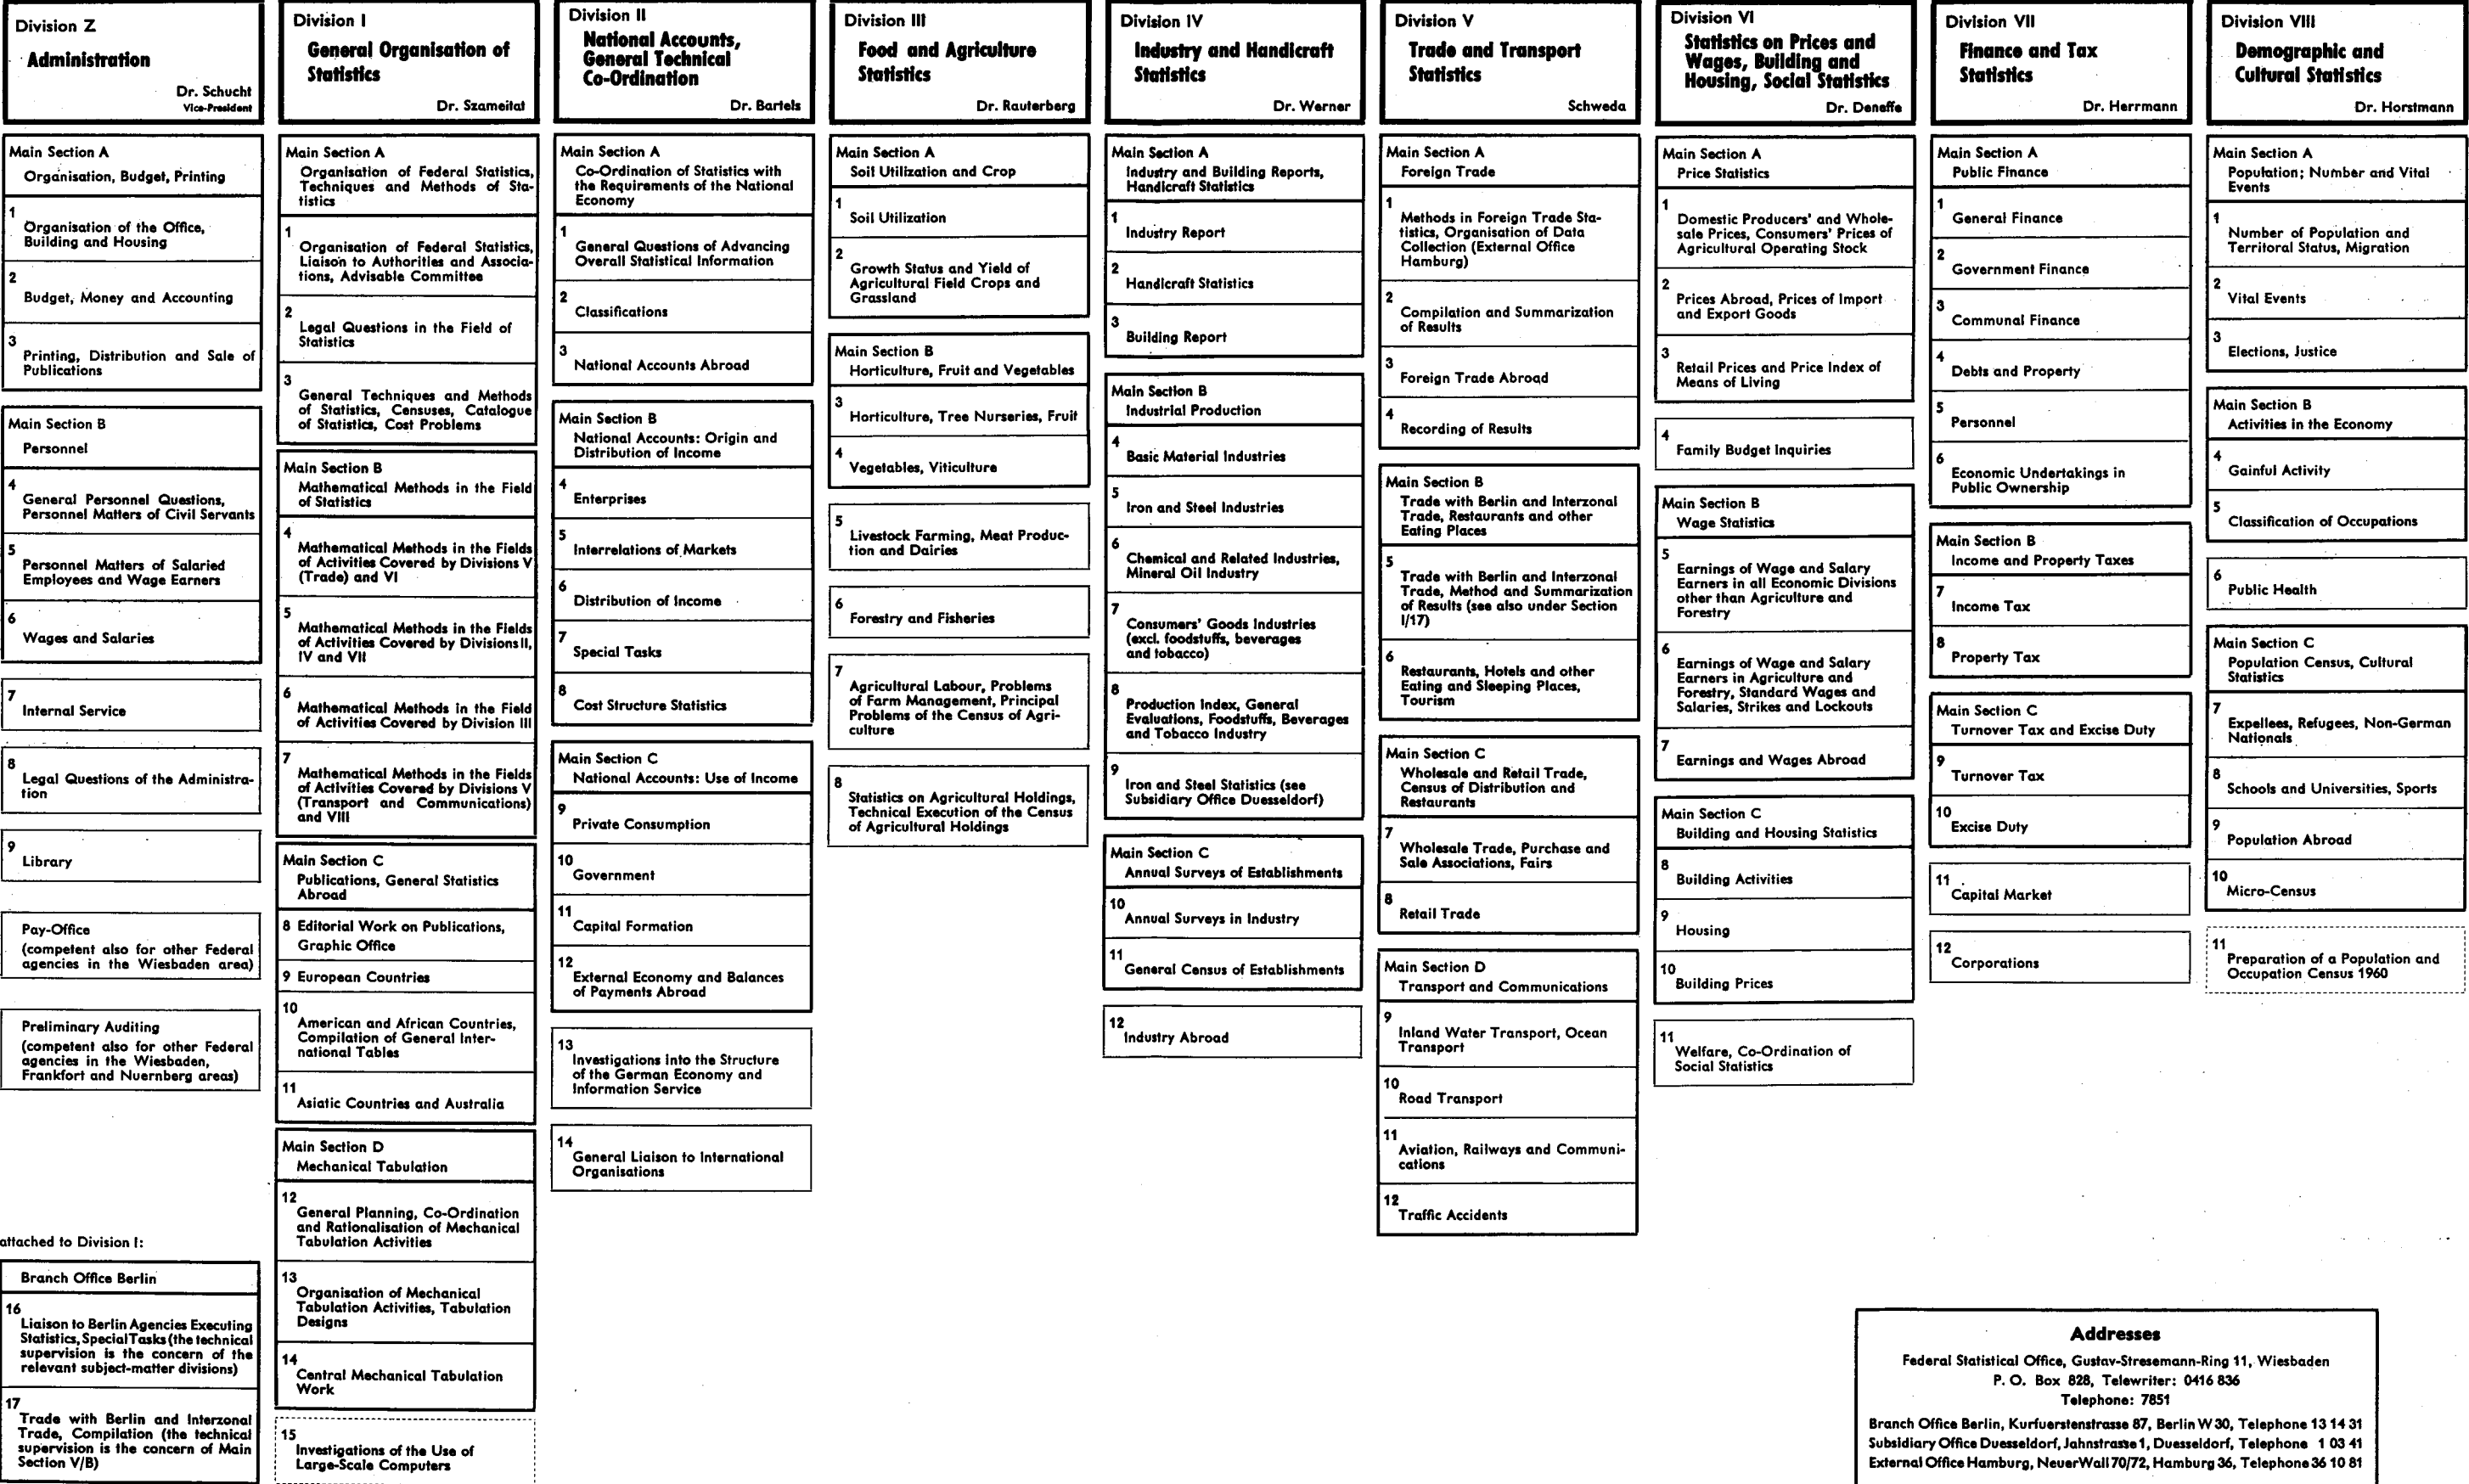 Division Z
Administration
Dr. Schucht
Vice-President
Main Section A
Organisation, Budget, Printing
1
Organisation of the Office,
Building and Housing
2
Budget, Money and Accounting
3
Printing, Distribution and Sale of
Publications
Main Section B
Personnel
4
General Personnel Questions,
Personnel Matters of Civil Servants
5
Personnel Matters of Salaried
Employees and Wage Earners
6
Wages and Salaries
7
Internal Service
8
Legal Questions of the Administra-
tion
9
Library
Pay-Office
(competent also for other Federal
agencies in the Wiesbaden area)
Preliminary Auditing
(competent also for other Federal
agencies in the Wiesbaden,
Frankfort and Nuernberg areas)
attached to Division I:
Branch Office Berlin
16
Liaison to Berlin Agencies Executing
Statistics, Special Tasks (the technical
supervision is the concern of the
relevant subject-matter divisions)
17
Trade with Berlin and Interzonal
Trade, Compilation (the technical
supervision is the concern of Main
Section V/B)
Division I
General Organisation of
Statistics
Dr. Szameitat
Main Section A
Organisation of Federal Statistics,
Techniques and Methods of Sta-
tistics
1
Organisation of Federal Statistics,
Liaison to Authorities and Associa-
tions, Advisable Committee
2
Legal Questions in the Field of
Statistics
3
General Techniques and Methods
of Statistics, Censuses, Catalogue
of Statistics, Cost Problems
Main Section B
Mathematical Methods in the Field
of Statistics
4
Mathematical Methods in the Fields
of Activities Covered by Divisions V
(Trade) and VI
5
Mathematical Methods in the Fields
of Activities Covered by Divisions II,
IV and VII
6
Mathematical Methods in the Field
of Activities Covered by Division III
7
Mathematical Methods in the Fields
of Activities Covered by Divisions V
(Transport and Communications)
and VIII
Main Section C
Publications, General Statistics
Abroad
8 Editorial Work on Publications,
Graphic Office
9 European Countries
10
American and African Countries,
Compilation of General Inter-
national Tables
11
Asiatic Countries and Australia
Main Section D
Mechanical Tabulation
12
General Planning, Co-Ordination
and Rationalisation of Mechanical
Tabulation Activities
13
Organisation of Mechanical
Tabulation Activities, Tabulation
Designs
14
Central Mechanical Tabulation
Work
15
Investigations of the Use of
Large-Scale Computers
Division II
National Accounts,
General Technical
Co-Ordination
Dr. Bartels
Main Section A
Co-Ordination of Statistics with
the Requirements of the National
Economy
1
General Questions of Advancing
Overall Statistical Information
2
Classifications
3
National Accounts Abroad
Main Section B
National Accounts: Origin and
Distribution of Income
4
Enterprises
5
Interrelations of Markets
6
Distribution of Income
7
Special Tasks
8
Cost Structure Statistics
Main Section C
National Accounts: Use of Income
9
Private Consumption
10
Government
11
Capital Formation
12
External Economy and Balances
of Payments Abroad
13
Investigations into the Structure
of the German Economy and
Information Service
14
General Liaison to International
Organisations
Division III
Food and Agriculture
Statistics
Dr. Rauterberg
Main Section A
Soil Utilization and Crop
1
Soil Utilization
2
Growth Status and Yield of
Agricultural Field Crops and
Grassland
Main Section B
Horticulture, Fruit and Vegetables
3
Horticulture, Tree Nurseries, Fruit
4
Vegetables, Viticulture
5
Livestock Farming, Meat Produc-
tion and Dairies
6
Forestry and Fisheries
7
Agricultural Labour, Problems
of Farm Management, Principal
Problems of the Census of Agri-
culture
8
Statistics on Agricultural Holdings,
Technical Execution of the Census
of Agricultural Holdings
Division IV
Industry and Handicraft
Statistics
Dr. Werner
Main Section A
Industry and Building Reports,
Handicraft Statistics
1
Industry Report
2
Handicraft Statistics
3
Building Report
Main Section B
Industrial Production
4
Basic Material Industries
5
Iron and Steel Industries
6
Chemical and Related Industries,
Mineral Oil Industry
7
Consumers' Goods Industries
(excl. foodstuffs, beverages
and tobacco)
8
Production Index, General
Evaluations, Foodstuffs, Beverages
and Tobacco Industry
9
Iron and Steel Statistics (see
Subsidiary Office Duesseldorf)
Main Section C
Annual Surveys of Establishments
10
Annual Surveys in Industry
11
General Census of Establishments
12
Industry Abroad
Division V
Trade and Transport
Statistics
Schweda
Main Section A
Foreign Trade
1
Methods in Foreign Trade Sta-
tistics, Organisation of Data
Collection (External Office
Hamburg)
2
Compilation and Summarization
of Results
3
Foreign Trade Abroad
4
Recording of Results
Main Section B
Trade with Berlin and Interzonal
Trade, Restaurants and other
Eating Places
5
Trade with Berlin and Interzonal
Trade, Method and Summarization
of Results (see also under Section
I/17)
6
Restaurants, Hotels and other
Eating and Sleeping Places,
Tourism
Main Section C
Wholesale and Retail Trade,
Census of Distribution and
Restaurants
7
Wholesale Trade, Purchase and
Sale Associations, Fairs
8
Retail Trade
Main Section D
Transport and Communications
9
Inland Water Transport, Ocean
Transport
10
Road Transport
11
Aviation, Railways and Communi-
cations
12
Traffic Accidents
Division VI
Statistics on Prices and
Wages, Building and
Housing, Social Statistics
Dr. Deneffe
Main Section A
Price Statistics
1
Domestic Producers' and Whole-
sale Prices, Consumers' Prices of
Agricultural Operating Stock
2
Prices Abroad, Prices of Import
and Export Goods
3
Retail Prices and Price Index of
Means of Living
4
Family Budget Inquiries
Main Section B
Wage Statistics
5
Earnings of Wage and Salary
Earners in all Economic Divisions
other than Agriculture and
Forestry
6
Earnings of Wage and Salary
Earners in Agriculture and
Forestry, Standard Wages and
Salaries, Strikes and Lockouts
7
Earnings and Wages Abroad
Main Section C
Building and Housing Statistics
8
Building Activities
9
Housing
10
Building Prices
11
Welfare, Co-Ordination of
Social Statistics
Division VII
Finance and Tax
Statistics
Dr. Herrmann
Main Section A
Public Finance
1
General Finance
2
Government Finance
3
Communal Finance
4
Debts and Property
5
Personnel
6
Economic Undertakings in
Public Ownership
Main Section B
Income and Property Taxes
7
Income Tax
8
Property Tax
Main Section C
Turnover Tax and Excise Duty
9
Turnover Tax
10
Excise Duty
11
Capital Market
12
Corporations
Division VIII
Demographic and
Cultural Statistics
Dr. Horstmann
Main Section A
Population; Number and Vital
Events
1
Number of Population and
Territoral Status, Migration
2
Vital Events
3
Elections, Justice
Main Section B
Activities in the Economy
4
Gainful Activity
5
Classification of Occupations
6
Public Health
Main Section C
Population Census, Cultural
Statistics
7
Expellees, Refugees, Non-German
Nationals
8
Schools and Universities, Sports
9
Population Abroad
10
Micro-Census
11
Preparation of a Population and
Occupation Census 1960
Addresses
Federal Statistical Office, Gustav-Stresemann-Ring 11, Wiesbaden
P. O. Box 828, Telewriter: 0416 836
Telephone: 7851
Branch Office Berlin, Kurfuerstenstrasse 87, Berlin W 30, Telephone 13 14 31
Subsidiary Office Duesseldorf, Jahnstrasse 1, Duesseldorf, Telephone 1 03 41
External Office Hamburg, Neuer Wall 70/72, Hamburg 36, Telephone 36 10 81